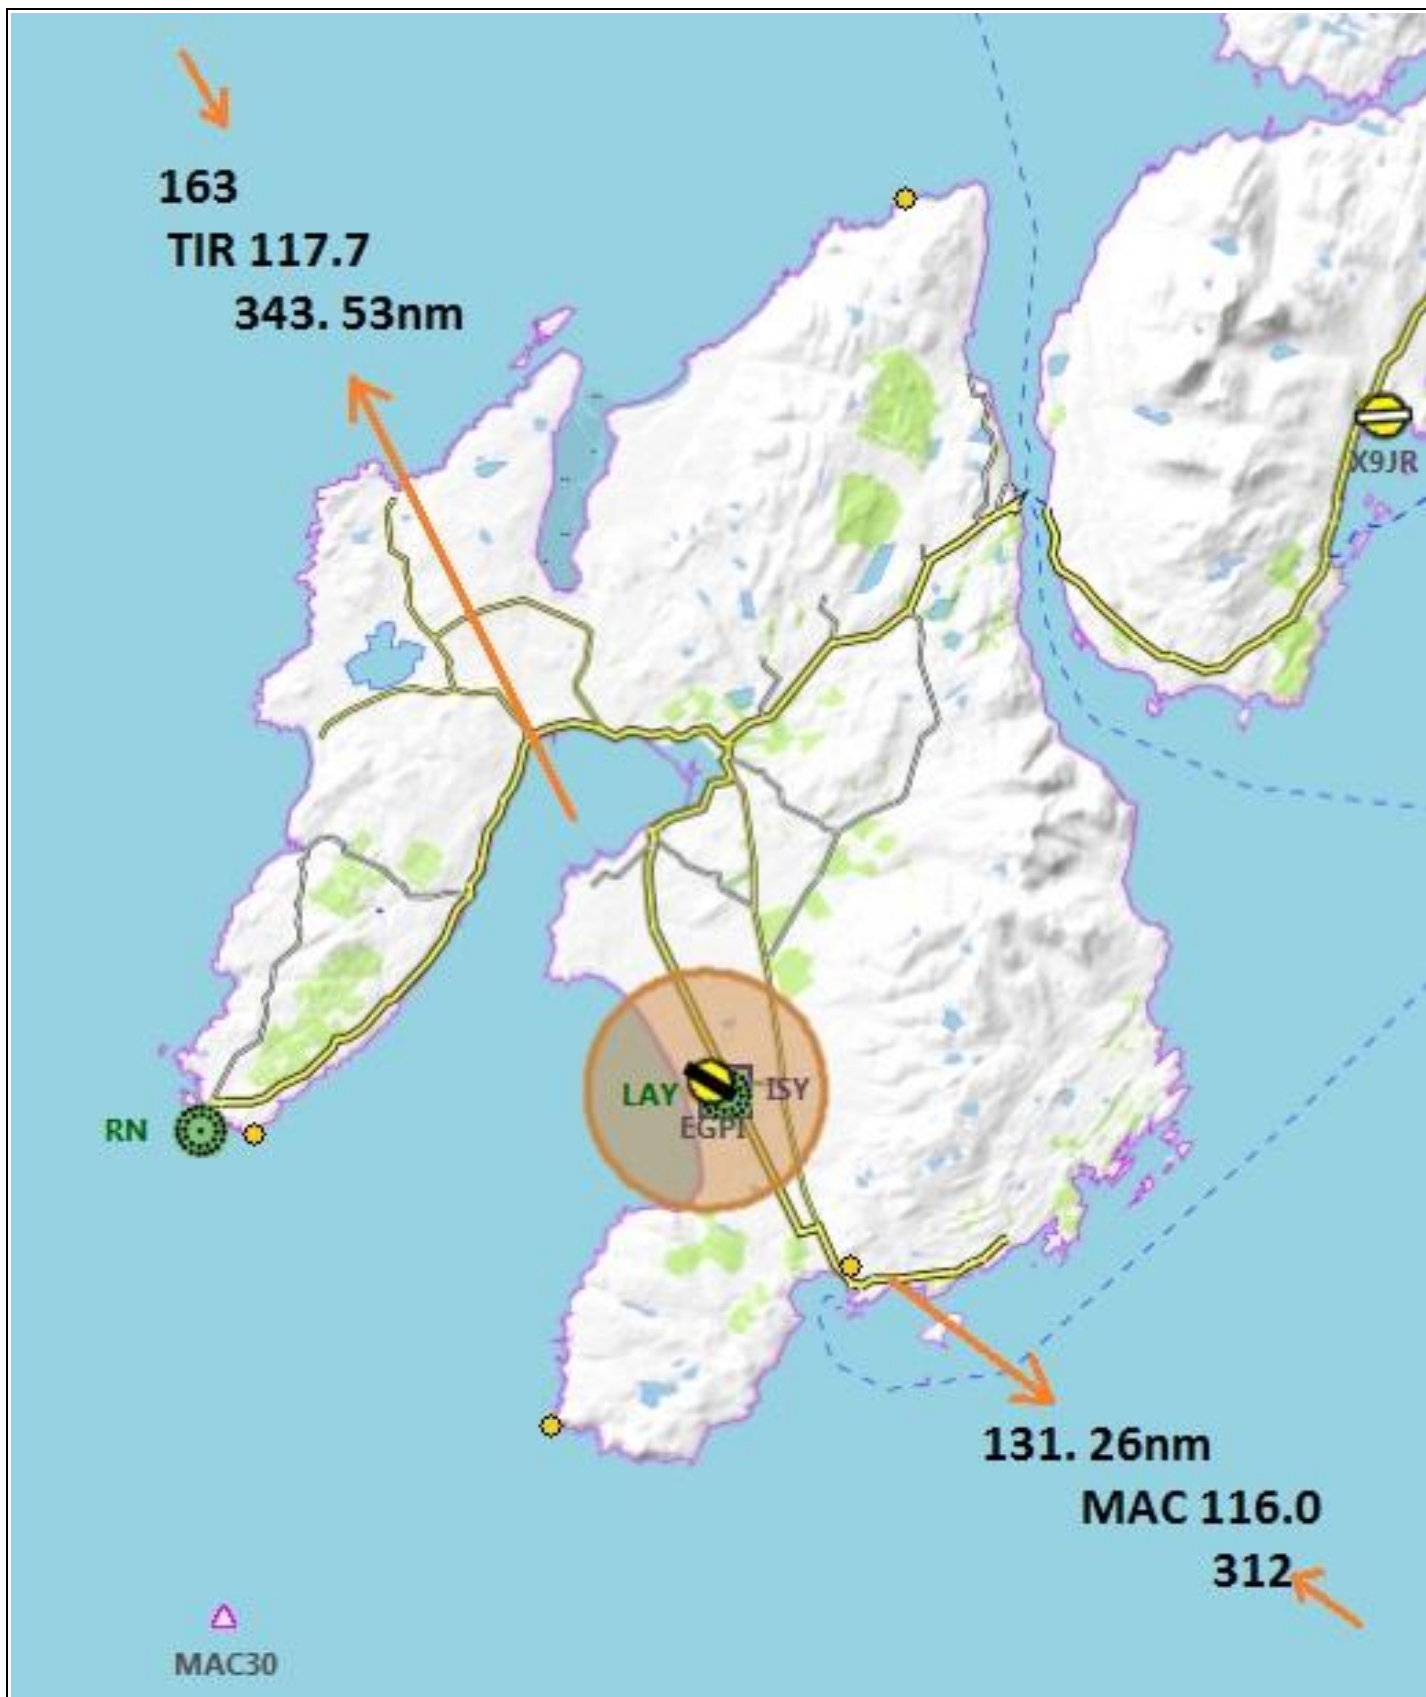 163
TIR 117.7
343. 53nm
X9JR
LAY
ISY
EGPI
RN
131. 26nm
MAC 116.0
312
MAC30